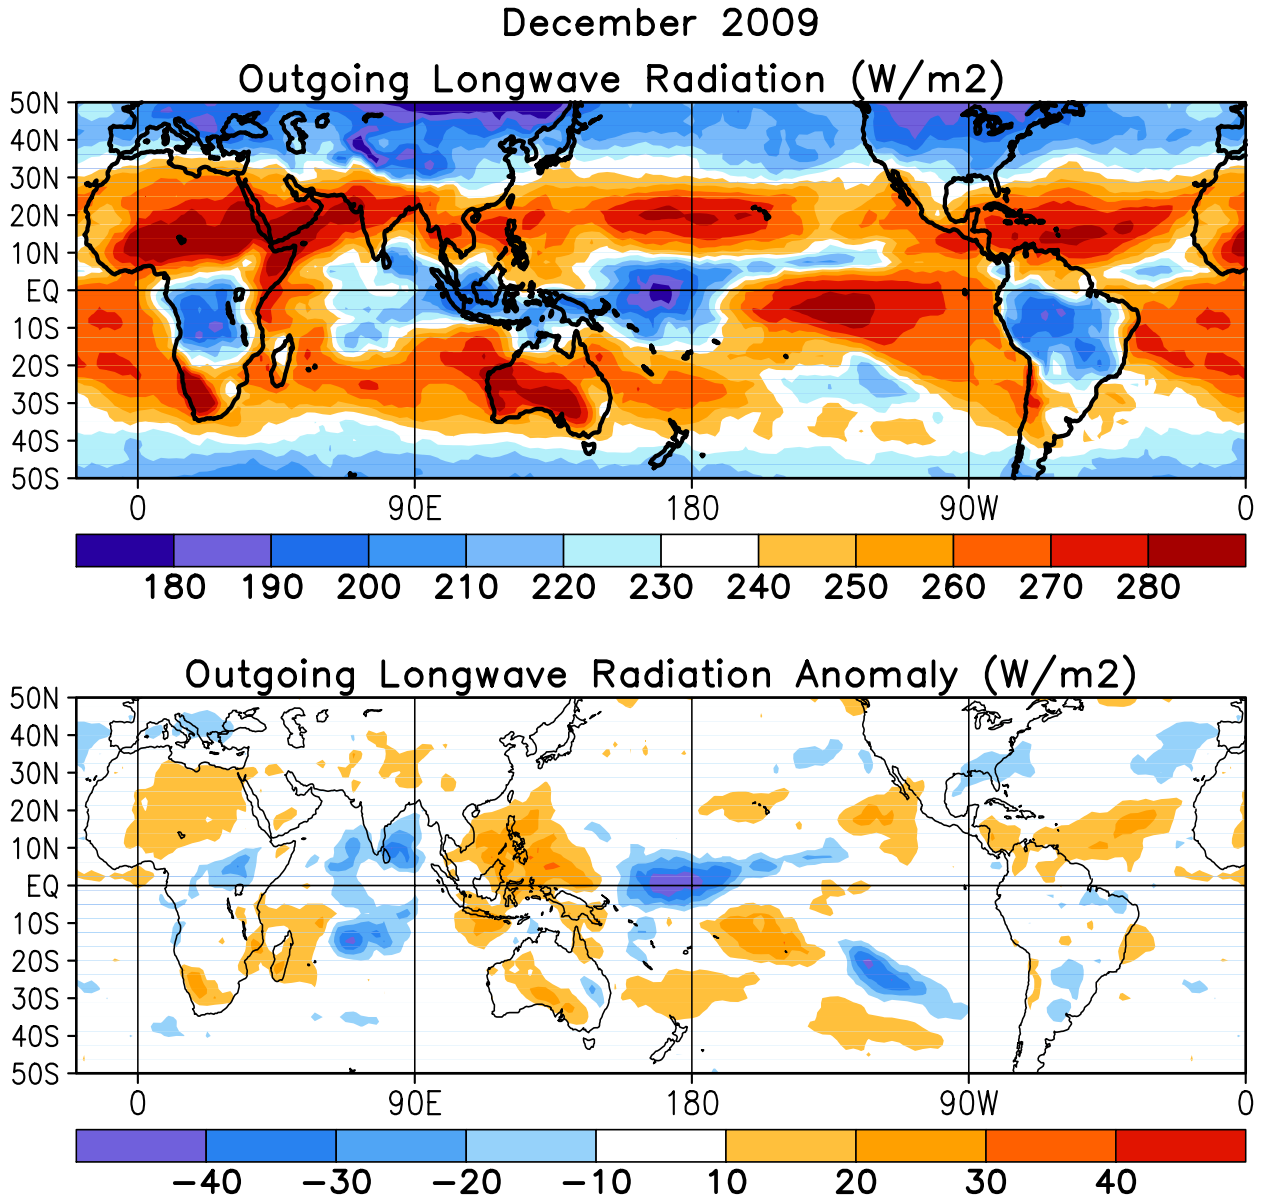 December 2009
Outgoing Longwave Radiation (W/m2)
50N
40N
30N
20N
10N
EQ
10S
20S
30S
40S
50S
0 90E 180 90W 0
180 190 200 210 220 230 240 250 260 270 280
Outgoing Longwave Radiation Anomaly (W/m2)
50N
40N
30N
20N
10N
EQ
10S
20S
30S
40S
50S
0 90E 180 90W 0
−40 −30 −20 −10 10 20 30 40